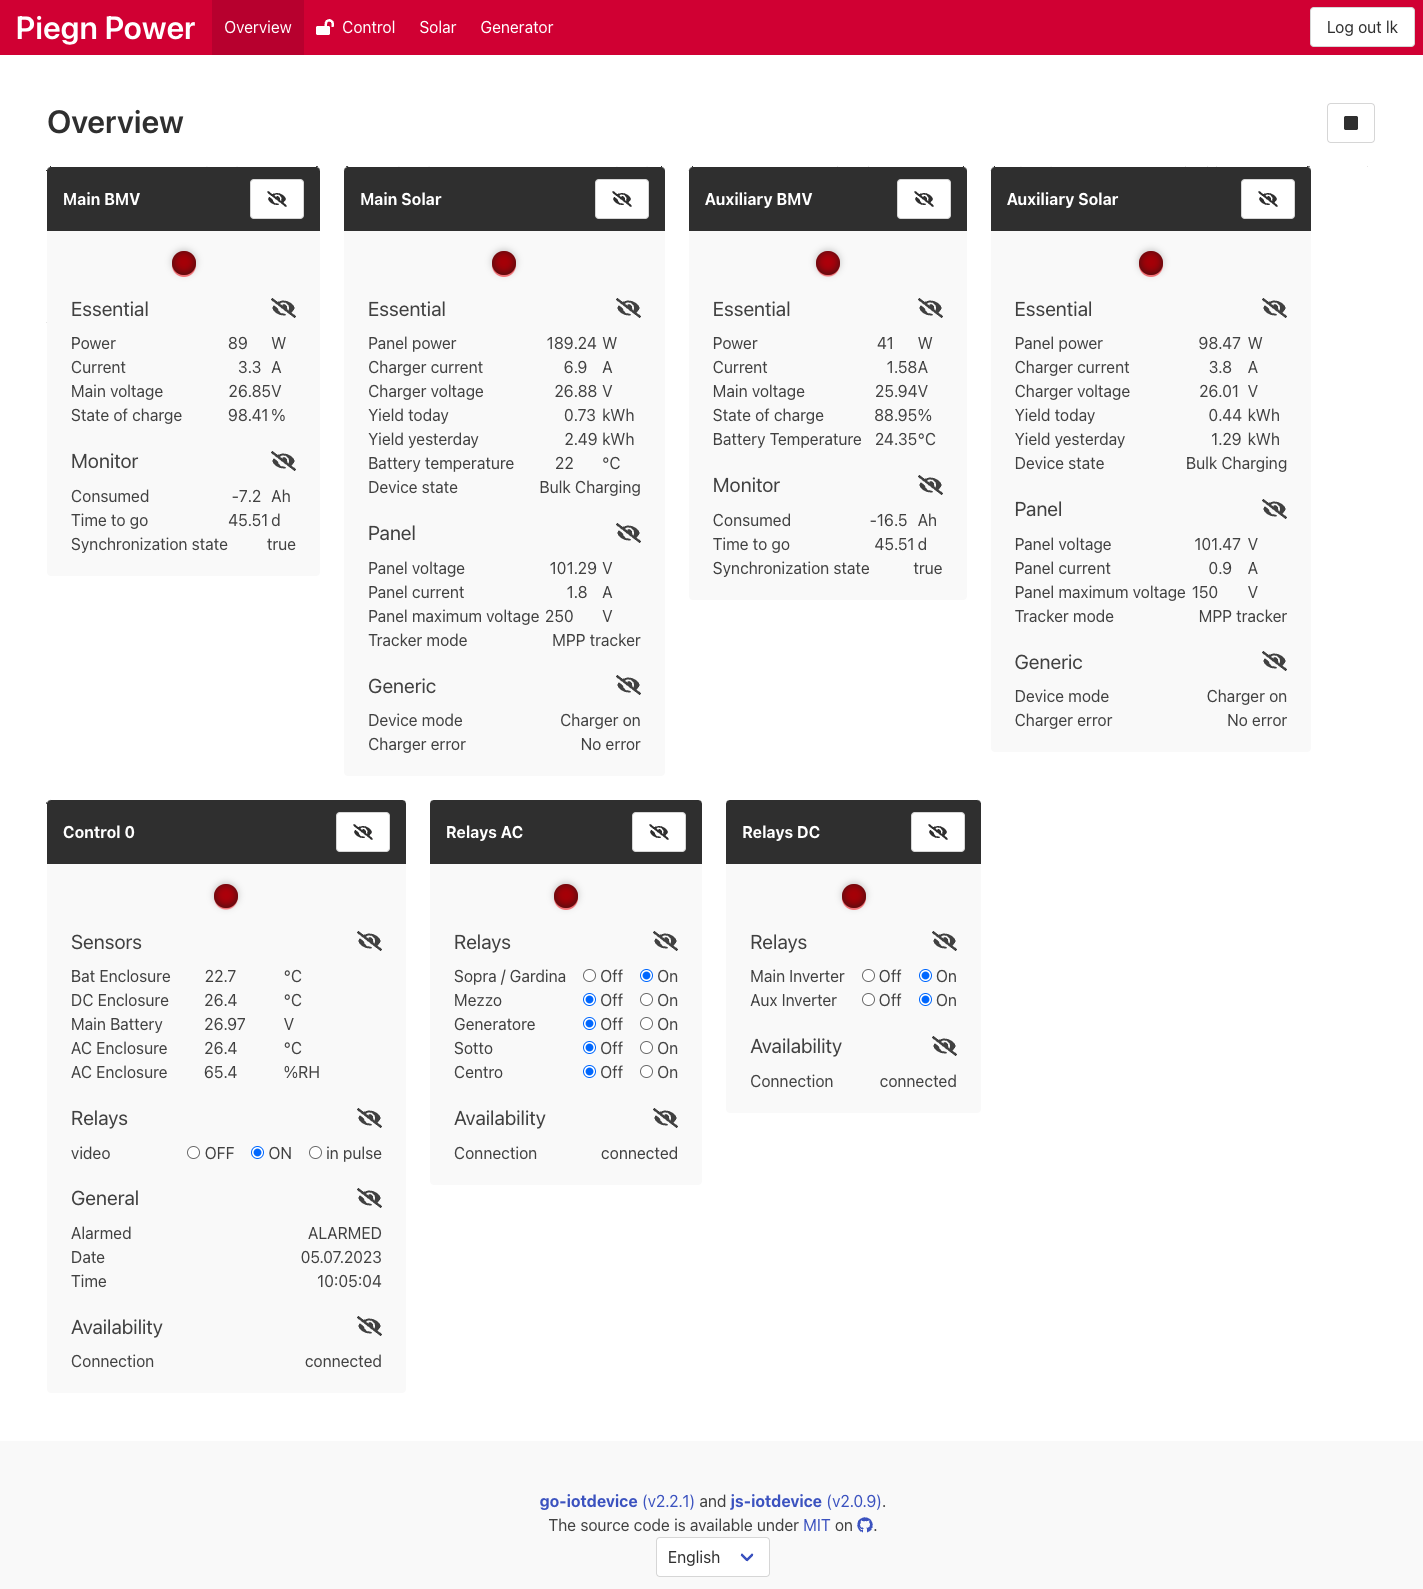 Piegn Power Overview Control Solar Generator Log out lk
Overview
Main BMV
Essential
Power 89 W
Current 3.3 A
Main voltage 26.85 V
State of charge 98.41 %
Monitor
Consumed -7.2 Ah
Time to go 45.51 d
Synchronization state true
Main Solar
Essential
Panel power 189.24 W
Charger current 6.9 A
Charger voltage 26.88 V
Yield today 0.73 kWh
Yield yesterday 2.49 kWh
Battery temperature 22 °C
Device state Bulk Charging
Panel
Panel voltage 101.29 V
Panel current 1.8 A
Panel maximum voltage 250 V
Tracker mode MPP tracker
Generic
Device mode Charger on
Charger error No error
Auxiliary BMV
Essential
Power 41 W
Current 1.58 A
Main voltage 25.94 V
State of charge 88.95 %
Battery Temperature 24.35 °C
Monitor
Consumed -16.5 Ah
Time to go 45.51 d
Synchronization state true
Auxiliary Solar
Essential
Panel power 98.47 W
Charger current 3.8 A
Charger voltage 26.01 V
Yield today 0.44 kWh
Yield yesterday 1.29 kWh
Device state Bulk Charging
Panel
Panel voltage 101.47 V
Panel current 0.9 A
Panel maximum voltage 150 V
Tracker mode MPP tracker
Generic
Device mode Charger on
Charger error No error
Control 0
Sensors
Bat Enclosure 22.7 °C
DC Enclosure 26.4 °C
Main Battery 26.97 V
AC Enclosure 26.4 °C
AC Enclosure 65.4 %RH
Relays
video OFF ON in pulse
General
Alarmed ALARMED
Date 05.07.2023
Time 10:05:04
Availability
Connection connected
Relays AC
Relays
Sopra / Gardina Off On
Mezzo Off On
Generatore Off On
Sotto Off On
Centro Off On
Availability
Connection connected
Relays DC
Relays
Main Inverter Off On
Aux Inverter Off On
Availability
Connection connected
go-iotdevice (v2.2.1) and js-iotdevice (v2.0.9).
The source code is available under MIT on .
English